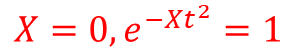 X = 0, e^{-Xt^2} = 1